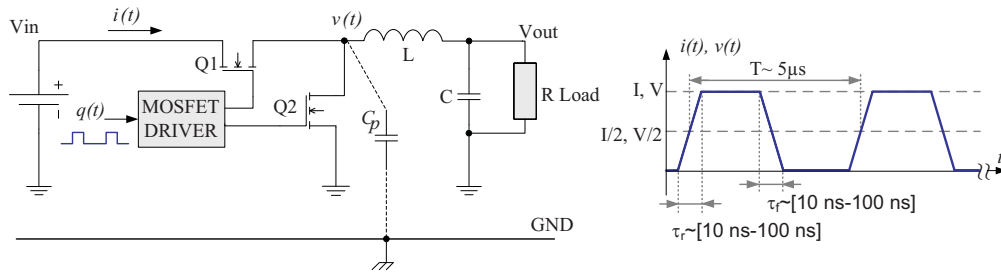 Vin
i(t)
v(t)
Vout
Q1
L
q(t)
MOSFET
DRIVER
Q2
Cp
C
R Load
GND
i(t), v(t)
T~ 5µs
I, V
I/2, V/2
t
τf~[10 ns-100 ns]
τr~[10 ns-100 ns]